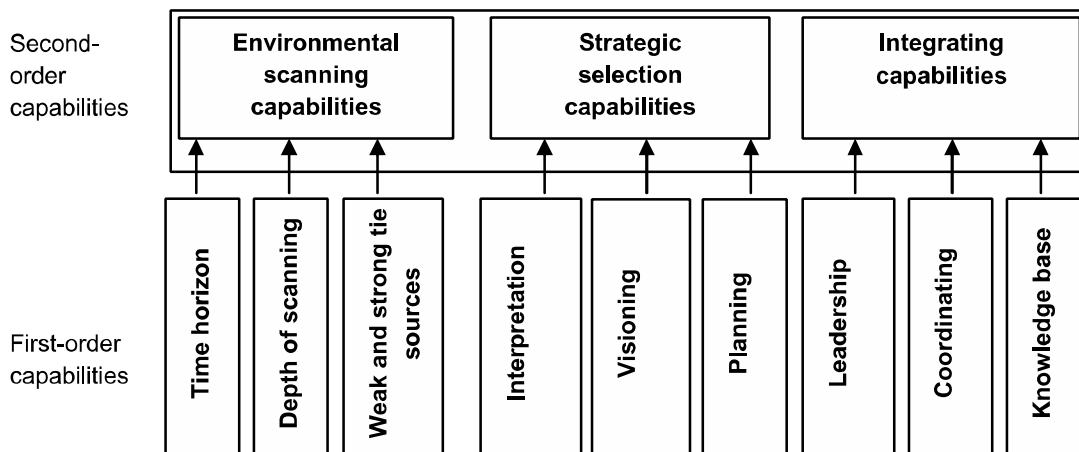 Second-
order
capabilities
Environmental
scanning
capabilities
Strategic
selection
capabilities
Integrating
capabilities
First-order
capabilities
Time horizon
Depth of scanning
Weak and strong tie
sources
Interpretation
Visioning
Planning
Leadership
Coordinating
Knowledge base